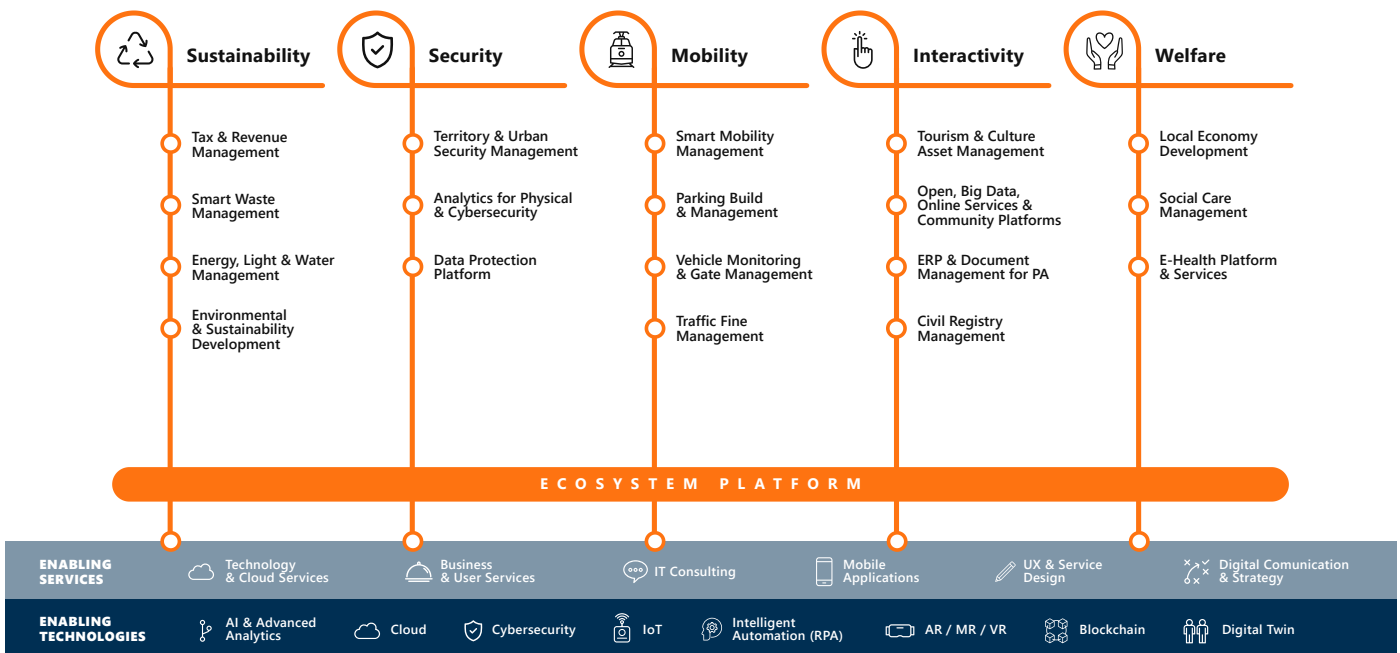 Sustainability
Security
Mobility
Interactivity
Welfare
Tax & Revenue
Management
Smart Waste
Management
Energy, Light & Water
Management
Environmental
& Sustainability
Development
Territory & Urban
Security Management
Analytics for Physical
& Cybersecurity
Data Protection
Platform
Smart Mobility
Management
Parking Build
& Management
Vehicle Monitoring
& Gate Management
Traffic Fine
Management
Tourism & Culture
Asset Management
Open, Big Data,
Online Services &
Community Platforms
ERP & Document
Management for PA
Civil Registry
Management
Local Economy
Development
Social Care
Management
E-Health Platform
& Services
ECOSYSTEM PLATFORM
ENABLING
SERVICES
Technology
& Cloud Services
Business
& User Services
IT Consulting
Mobile
Applications
UX & Service
Design
Digital Comunication
& Strategy
ENABLING
TECHNOLOGIES
AI & Advanced
Analytics
Cloud
Cybersecurity
IoT
Intelligent
Automation (RPA)
AR / MR / VR
Blockchain
Digital Twin